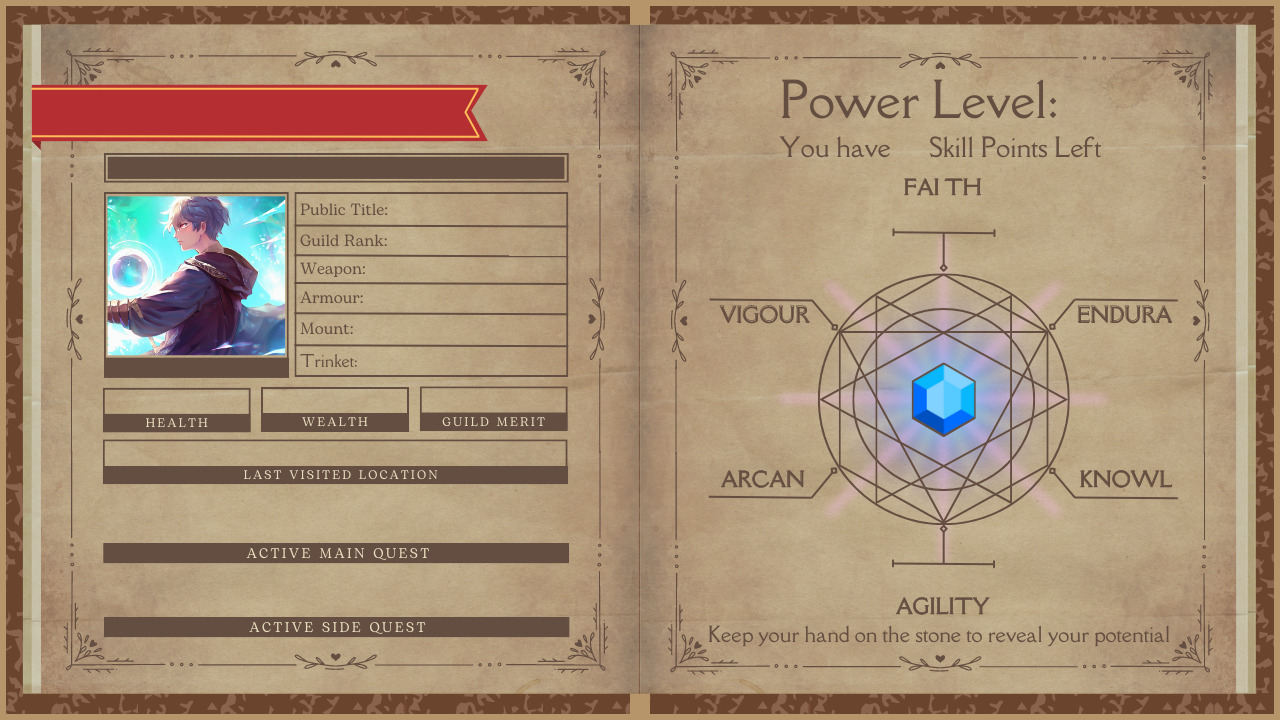 Public Title:
Guild Rank:
Weapon:
Armour:
Mount:
Trinket:
HEALTH
WEALTH
GUILD MERIT
LAST VISITED LOCATION
ACTIVE MAIN QUEST
ACTIVE SIDE QUEST
Power Level:
You have Skill Points Left
FAI TH
VIGOUR
ENDURA
ARCAN
KNOWL
AGILITY
Keep your hand on the stone to reveal your potential